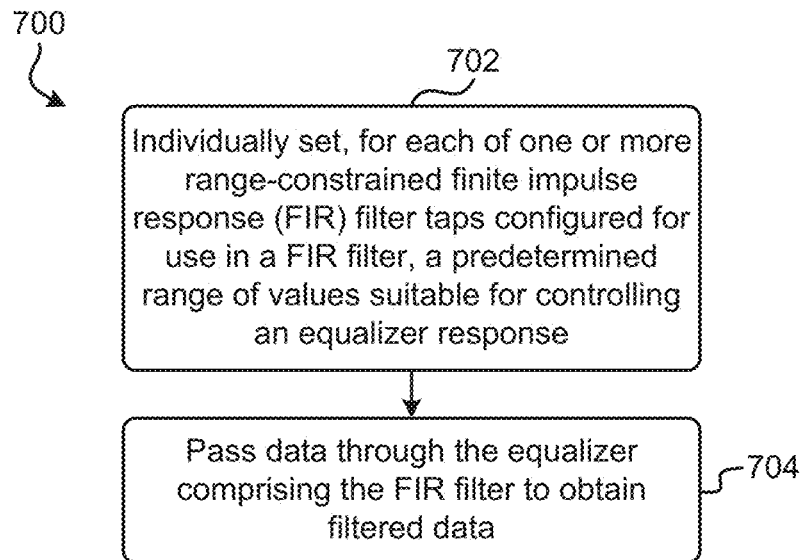 700
702
Individually set, for each of one or more
range-constrained finite impulse
response (FIR) filter taps configured for
use in a FIR filter, a predetermined
range of values suitable for controlling
an equalizer response
Pass data through the equalizer
comprising the FIR filter to obtain
filtered data
704